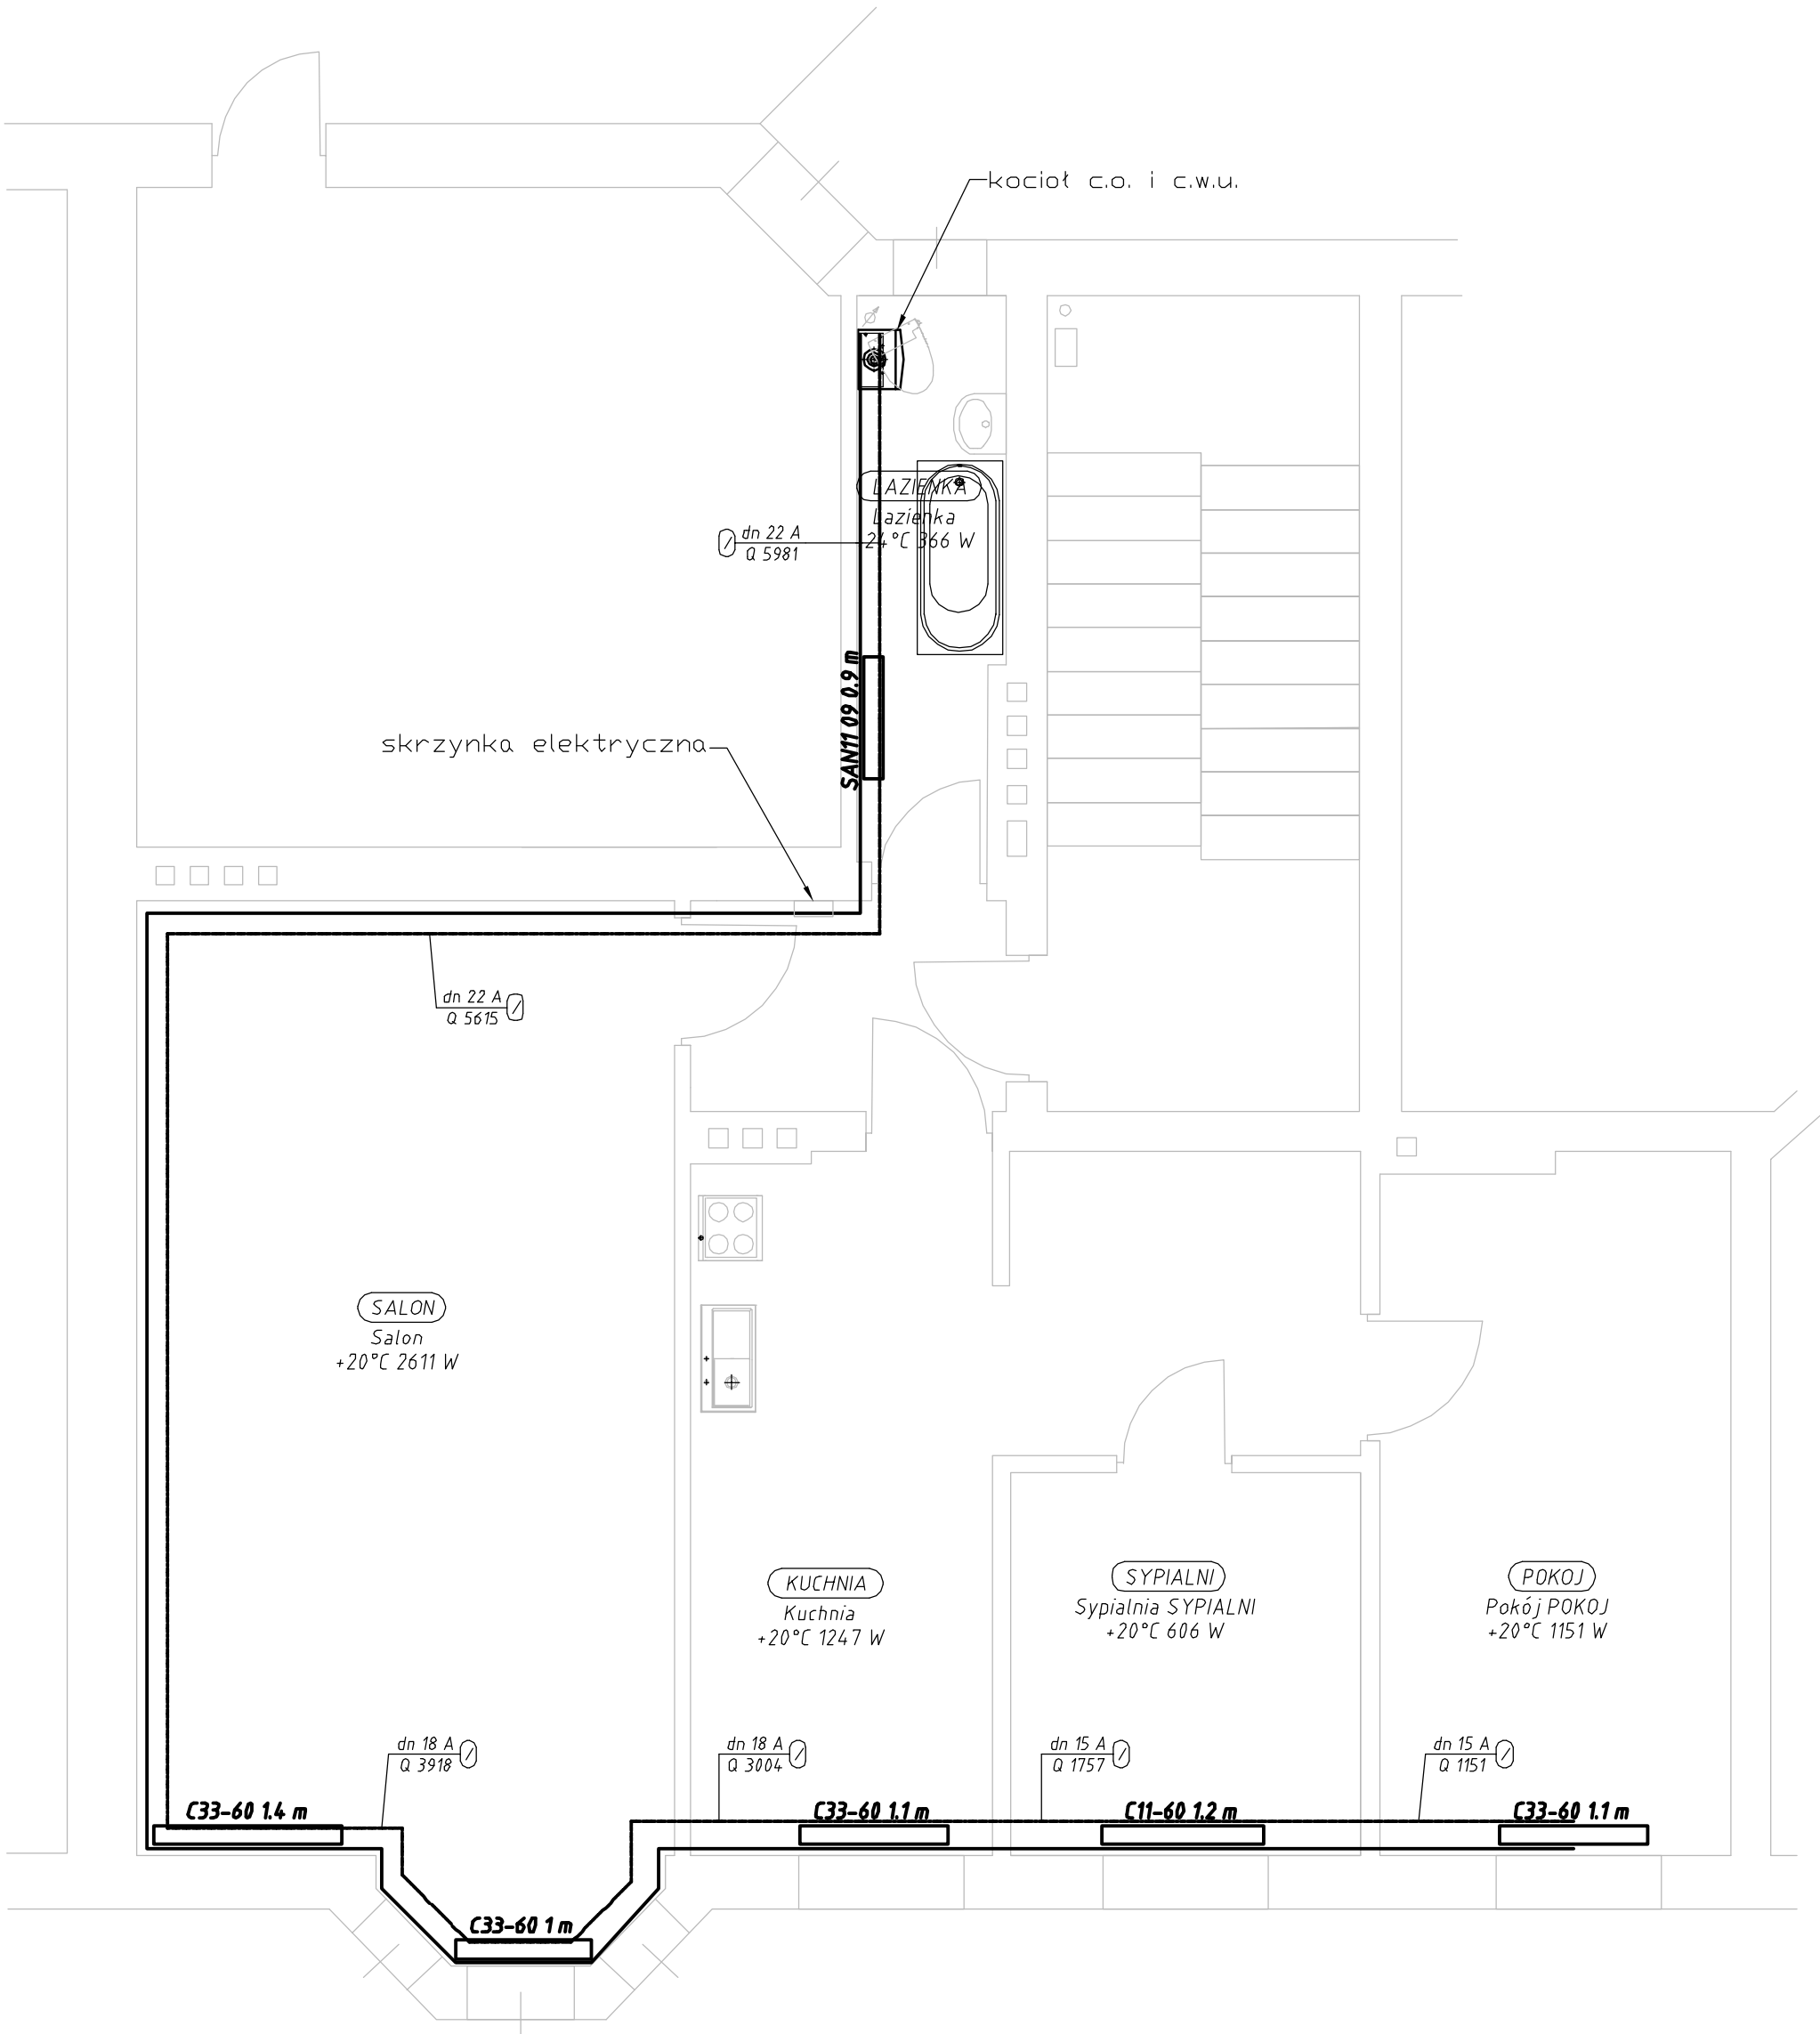 kocioł c.o. i c.w.u.
ŁAZIENKA
Łazienka
24°C 366 W
dn 22 A
Q 5981
SAN11 09 0.9 m
skrzynka elektryczna
dn 22 A
Q 5615
SALON
Salon
+20°C 2611 W
KUCHNIA
Kuchnia
+20°C 1247 W
SYPIALNI
Sypialnia SYPIALNI
+20°C 606 W
POKOJ
Pokój POKOJ
+20°C 1151 W
dn 18 A
Q 3918
dn 18 A
Q 3004
dn 15 A
Q 1757
dn 15 A
Q 1151
C33-60 1.4 m
C33-60 1.1 m
C11-60 1.2 m
C33-60 1.1 m
C33-60 1 m